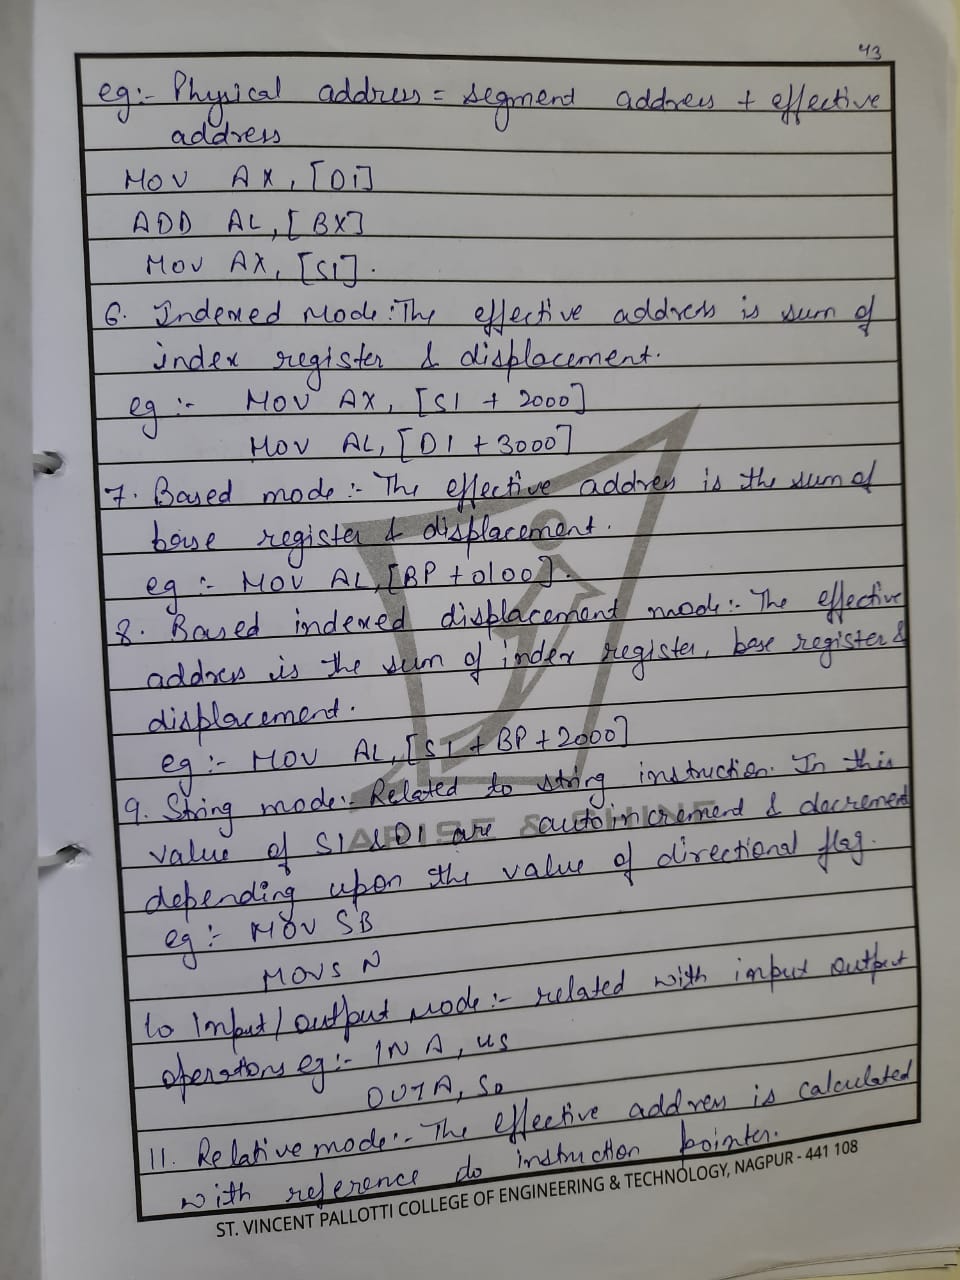 43
eg:- Physical address = segment address + effective
address
MOV AX, [DI]
ADD AL, [BX]
MOV AX, [SI].
6. Indexed Mode: The effective address is sum of
index register & displacement.
eg :- MOV AX, [SI + 2000]
MOV AL, [DI + 3000]
7. Based mode :- The effective address is the sum of
base register & displacement.
eg :- MOV AL, [BP + 0100].
8. Based indexed displacement mode:- The effective
address is the sum of index register, base register &
displacement.
eg :- MOV AL, [SI + BP + 2000]
9. String mode:- Related to string instruction. In this
ARISE & SHINE
value of SI & DI are autoincrement & decrement
depending upon the value of directional flag.
eg :- MOV SB
MOVS N
10 Input/output Mode :- related with input output
operators eg :- IN A, 45
OUT A, 50
11. Relative mode:- The effective address is calculated
with reference do instruction pointer.
ST. VINCENT PALLOTTI COLLEGE OF ENGINEERING & TECHNOLOGY, NAGPUR - 441 108